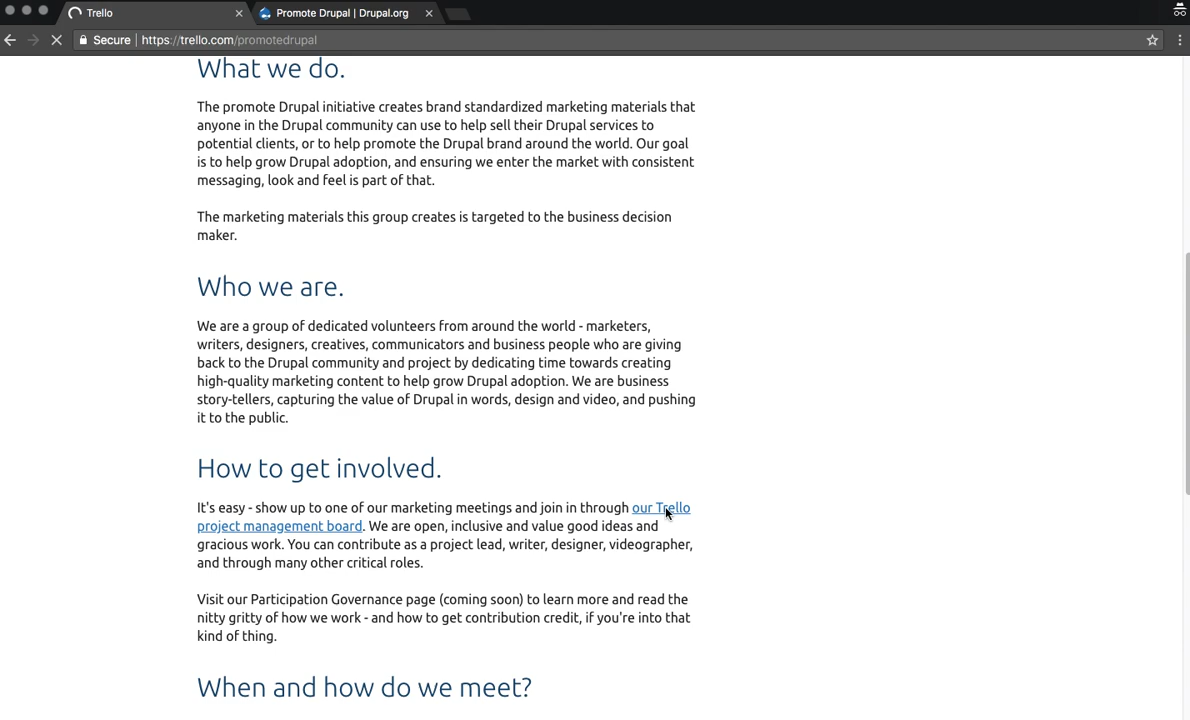 Trello
Promote Drupal | Drupal.org
Secure https://trello.com/promotedrupal
What we do.
The promote Drupal initiative creates brand standardized marketing materials that
anyone in the Drupal community can use to help sell their Drupal services to
potential clients, or to help promote the Drupal brand around the world. Our goal
is to help grow Drupal adoption, and ensuring we enter the market with consistent
messaging, look and feel is part of that.
The marketing materials this group creates is targeted to the business decision
maker.
Who we are.
We are a group of dedicated volunteers from around the world - marketers,
writers, designers, creatives, communicators and business people who are giving
back to the Drupal community and project by dedicating time towards creating
high-quality marketing content to help grow Drupal adoption. We are business
story-tellers, capturing the value of Drupal in words, design and video, and pushing
it to the public.
How to get involved.
It's easy - show up to one of our marketing meetings and join in through our Trello
project management board. We are open, inclusive and value good ideas and
gracious work. You can contribute as a project lead, writer, designer, videographer,
and through many other critical roles.
Visit our Participation Governance page (coming soon) to learn more and read the
nitty gritty of how we work - and how to get contribution credit, if you're into that
kind of thing.
When and how do we meet?